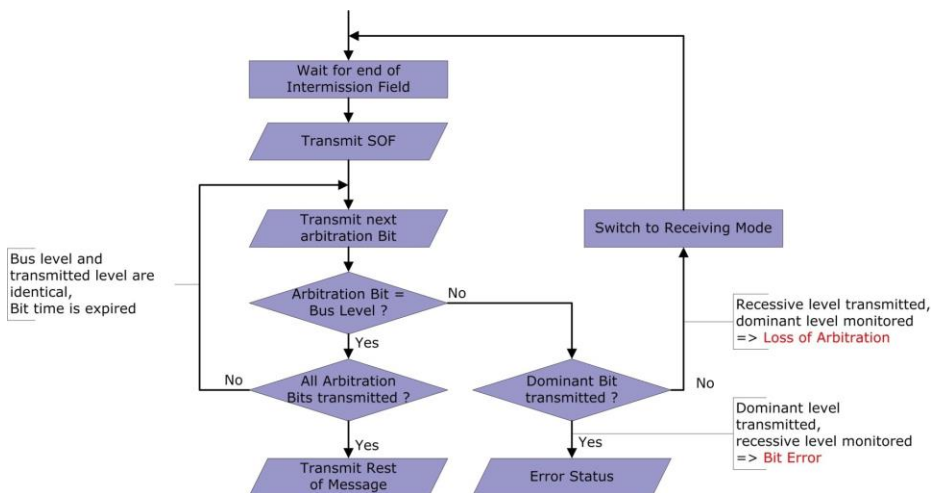 Wait for end of
Intermission Field
Transmit SOF
Transmit next
arbitration Bit
Switch to Receiving Mode
Bus level and
transmitted level are
identical,
Bit time is expired
Arbitration Bit =
Bus Level ?
No
Yes
Recessive level transmitted,
dominant level monitored
=> Loss of Arbitration
No
All Arbitration
Bits transmitted ?
Dominant Bit
transmitted ?
No
Yes
Yes
Dominant level
transmitted,
recessive level monitored
=> Bit Error
Transmit Rest
of Message
Error Status